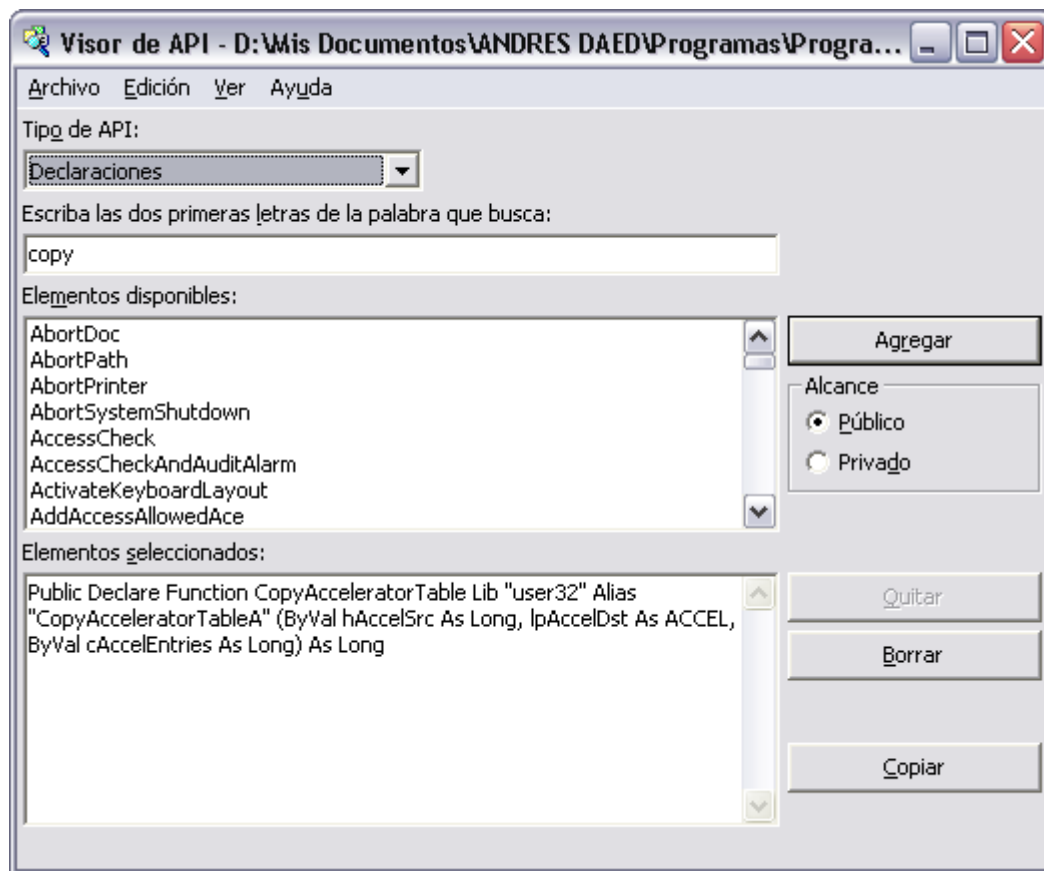 Visor de API - D:\Mis Documentos\ANDRES DAED\Programas\Progra...
Archivo Edición Ver Ayuda
Tipo de API:
Declaraciones
Escriba las dos primeras letras de la palabra que busca:
copy
Elementos disponibles:
AbortDoc
AbortPath
AbortPrinter
AbortSystemShutdown
AccessCheck
AccessCheckAndAuditAlarm
ActivateKeyboardLayout
AddAccessAllowedAce
Agregar
Alcance
Público
Privado
Elementos seleccionados:
Public Declare Function CopyAcceleratorTable Lib "user32" Alias
"CopyAcceleratorTableA" (ByVal hAccelSrc As Long, lpAccelDst As ACCEL,
ByVal cAccelEntries As Long) As Long
Quitar
Borrar
Copiar